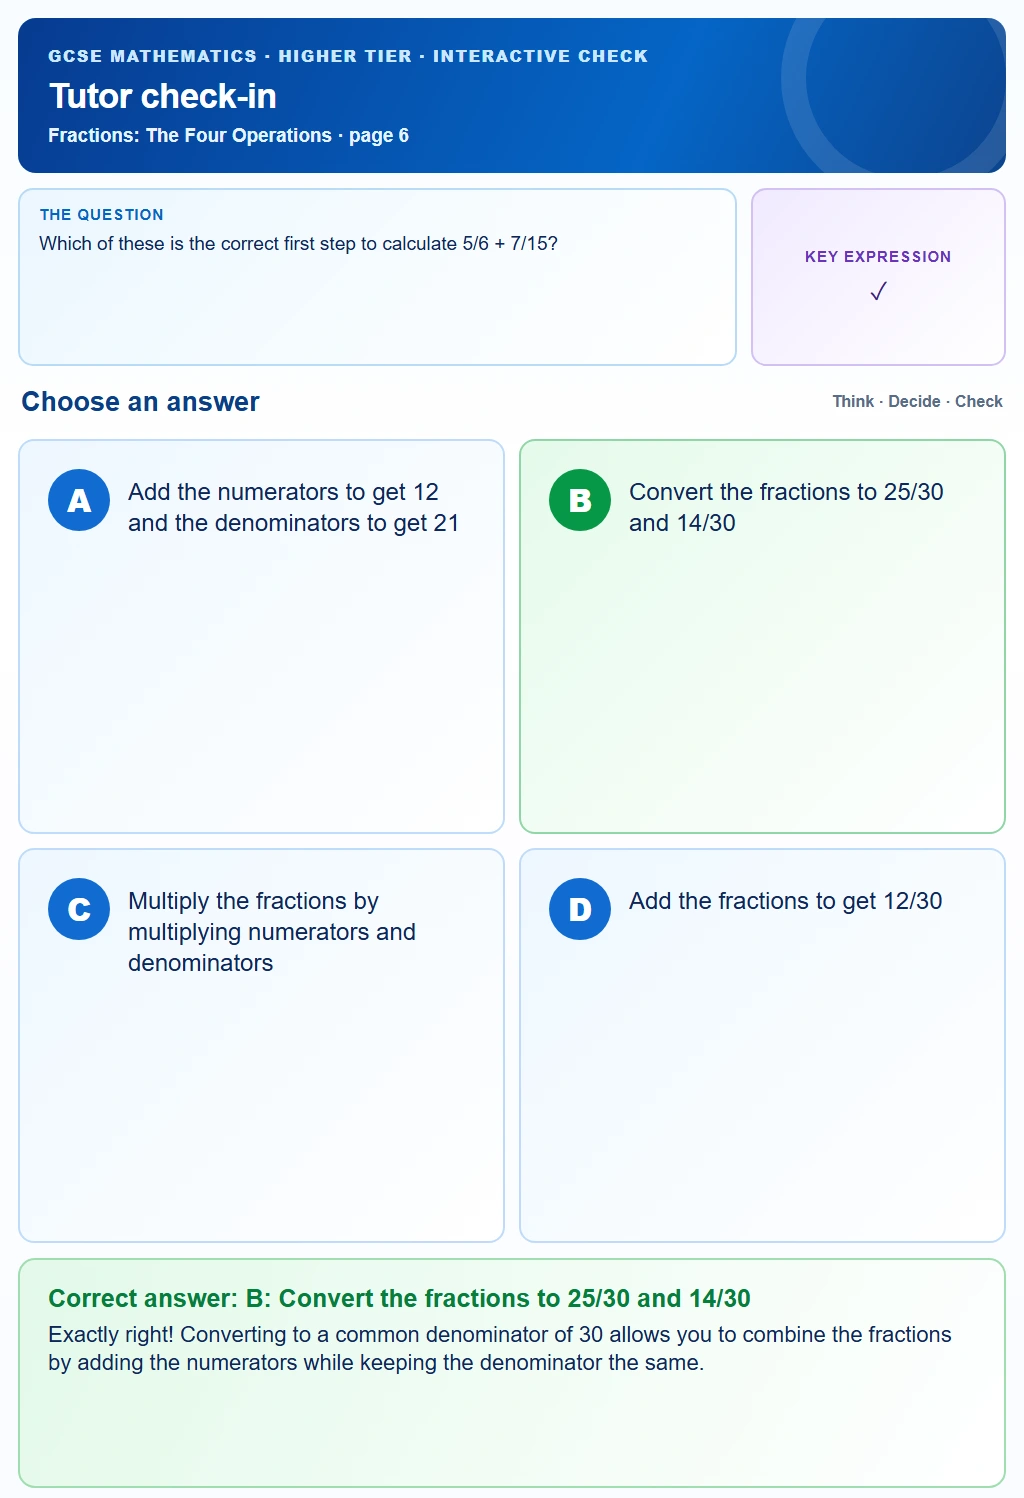 GCSE MATHEMATICS · HIGHER TIER · INTERACTIVE CHECK
Tutor check-in
Fractions: The Four Operations · page 6
THE QUESTION
Which of these is the correct first step to calculate 5/6 + 7/15?
KEY EXPRESSION
✓
Choose an answer
Think · Decide · Check
A
Add the numerators to get 12
and the denominators to get 21
B
Convert the fractions to 25/30
and 14/30
C
Multiply the fractions by
multiplying numerators and
denominators
D
Add the fractions to get 12/30
Correct answer: B: Convert the fractions to 25/30 and 14/30
Exactly right! Converting to a common denominator of 30 allows you to combine the fractions
by adding the numerators while keeping the denominator the same.